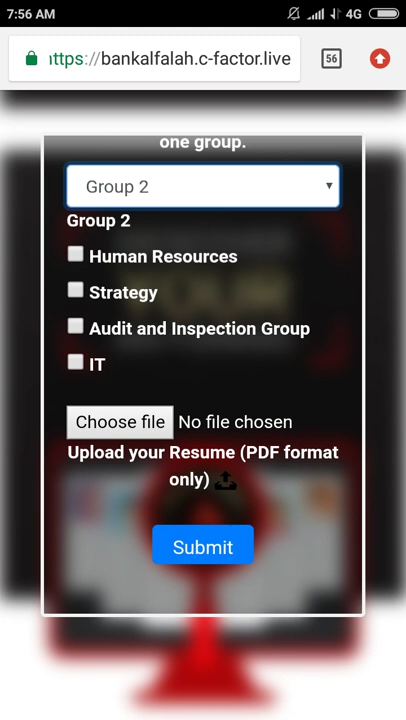 7:56 AM
4G
https://bankalfalah.c-factor.live
56
one group.
Group 2
Group 2
Human Resources
Strategy
Audit and Inspection Group
IT
Choose file No file chosen
Upload your Resume (PDF format
only)
Submit